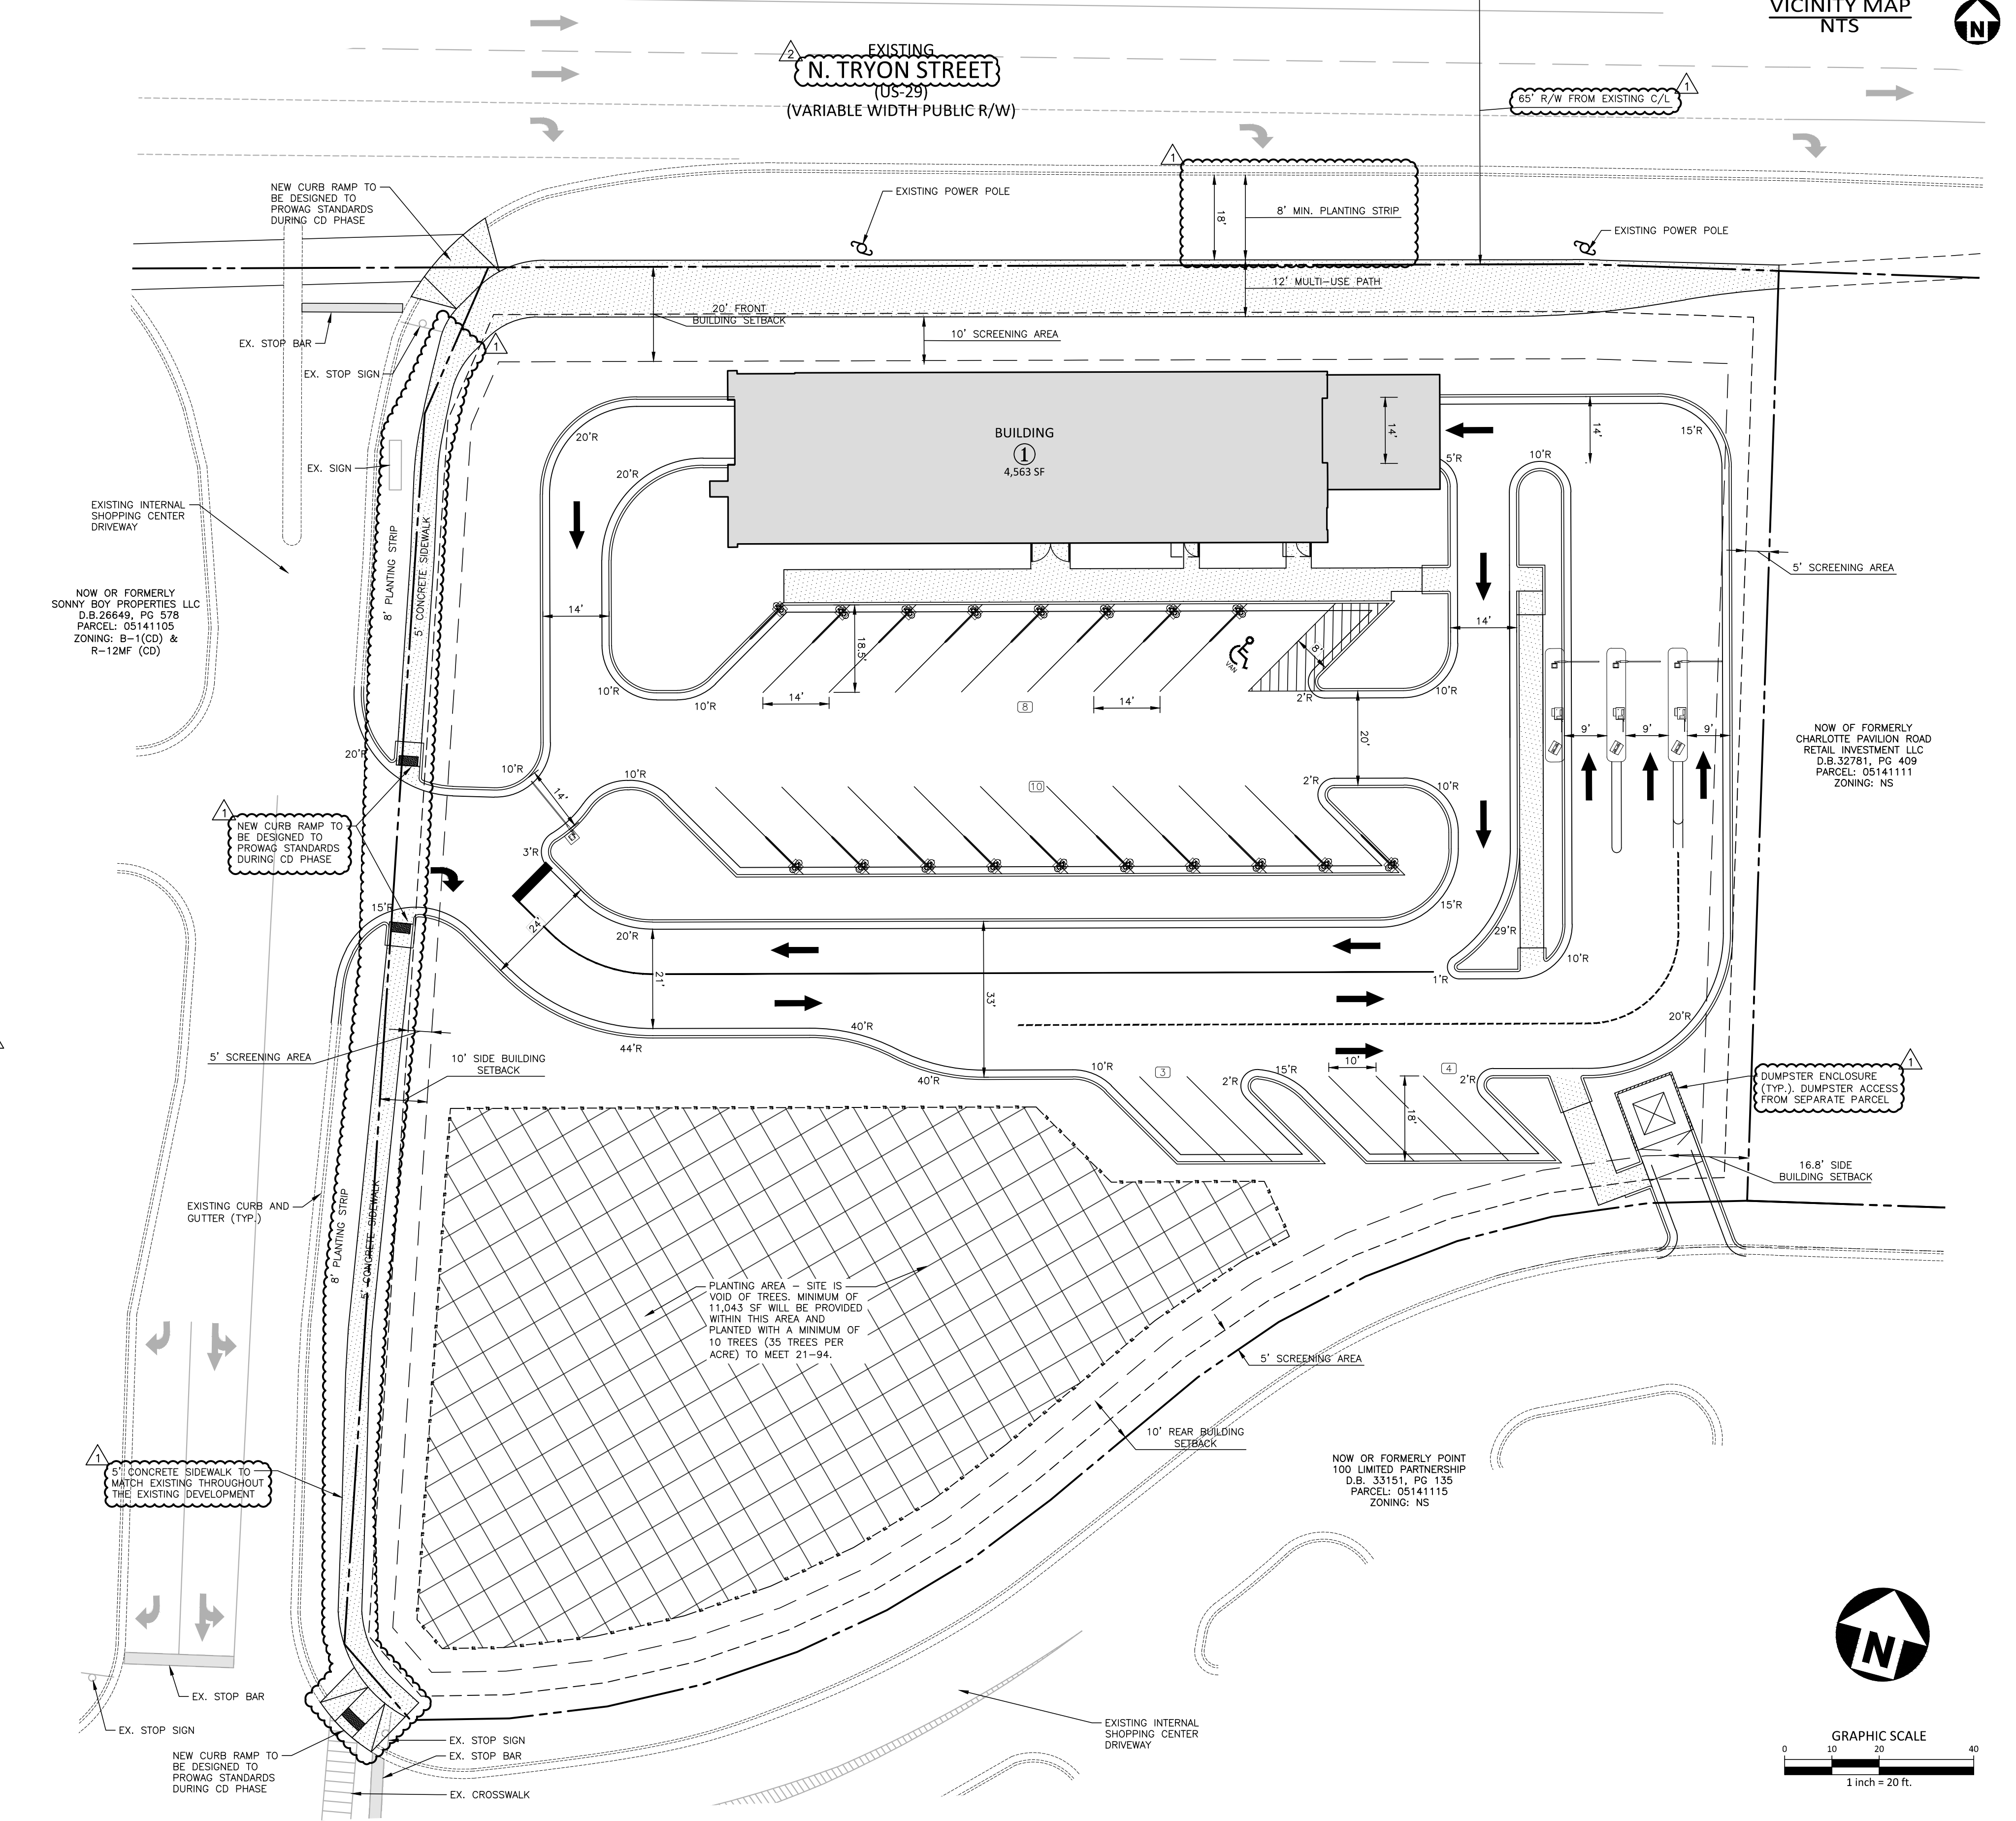 VICINITY MAP
NTS
N
2
EXISTING
N. TRYON STREET
(US-29)
(VARIABLE WIDTH PUBLIC R/W)
65' R/W FROM EXISTING C/L
1
1
NEW CURB RAMP TO
BE DESIGNED TO
PROWAG STANDARDS
DURING CD PHASE
EXISTING POWER POLE
18'
8' MIN. PLANTING STRIP
EXISTING POWER POLE
12' MULTI-USE PATH
20' FRONT
BUILDING SETBACK
10' SCREENING AREA
EX. STOP BAR
EX. STOP SIGN
1
EX. SIGN
EXISTING INTERNAL
SHOPPING CENTER
DRIVEWAY
NOW OR FORMERLY
SONNY BOY PROPERTIES LLC
D.B.26649, PG 578
PARCEL: 05141105
ZONING: B-1(CD) &
R-12MF (CD)
8' PLANTING STRIP
5' CONCRETE SIDEWALK
20'R
20'R
BUILDING
1
4,563 SF
14'
14'
15'R
5'R
10'R
5' SCREENING AREA
14'
14'
18.5'
8'
VAN
10'R
10'R
14'
8
14'
2'R
10'R
20'
9'
9'
9'
NOW OF FORMERLY
CHARLOTTE PAVILION ROAD
RETAIL INVESTMENT LLC
D.B.32781, PG 409
PARCEL: 05141111
ZONING: NS
20'R
10'R
10'R
14'
10
2'R
10'R
1
NEW CURB RAMP TO
BE DESIGNED TO
PROWAG STANDARDS
DURING CD PHASE
3'R
15'R
24'
20'R
15'R
29'R
10'R
1'R
21'
33'
20'R
40'R
44'R
40'R
5' SCREENING AREA
10' SIDE BUILDING
SETBACK
10'R
3
2'R
15'R
10'
4
2'R
18'
1
DUMPSTER ENCLOSURE
(TYP.). DUMPSTER ACCESS
FROM SEPARATE PARCEL
16.8' SIDE
BUILDING SETBACK
EXISTING CURB AND
GUTTER (TYP.)
8' PLANTING STRIP
5' CONCRETE SIDEWALK
PLANTING AREA - SITE IS
VOID OF TREES. MINIMUM OF
11,043 SF WILL BE PROVIDED
WITHIN THIS AREA AND
PLANTED WITH A MINIMUM OF
10 TREES (35 TREES PER
ACRE) TO MEET 21-94.
5' SCREENING AREA
10' REAR BUILDING
SETBACK
1
5' CONCRETE SIDEWALK TO
MATCH EXISTING THROUGHOUT
THE EXISTING DEVELOPMENT
NOW OR FORMERLY POINT
100 LIMITED PARTNERSHIP
D.B. 33151, PG 135
PARCEL: 05141115
ZONING: NS
N
EX. STOP BAR
EX. STOP SIGN
NEW CURB RAMP TO
BE DESIGNED TO
PROWAG STANDARDS
DURING CD PHASE
EX. STOP SIGN
EX. STOP BAR
EX. CROSSWALK
EXISTING INTERNAL
SHOPPING CENTER
DRIVEWAY
GRAPHIC SCALE
0 10 20 40
1 inch = 20 ft.